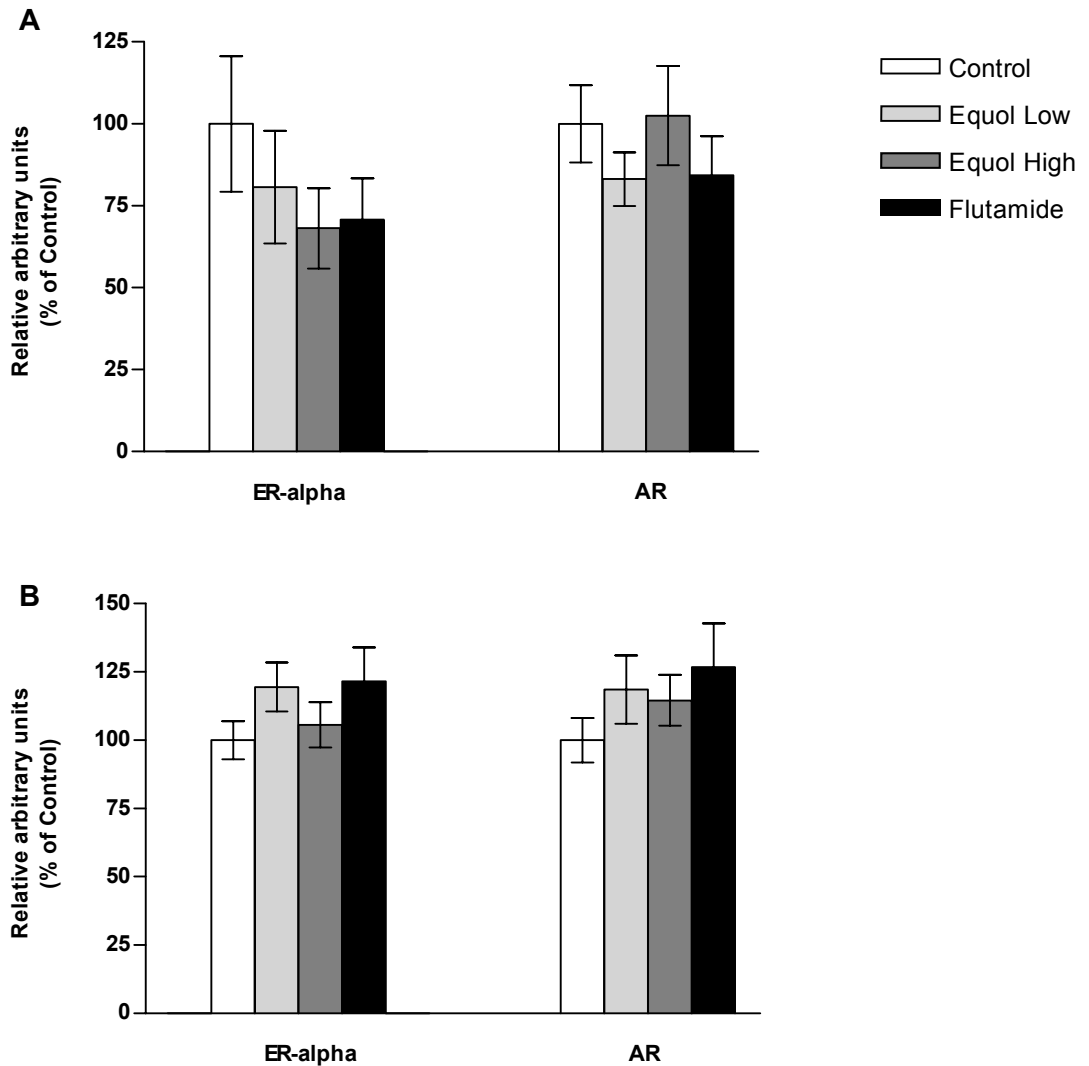 A
125
100
75
50
25
0
Relative arbitrary units
(% of Control)
ER-alpha
AR
Control
Equol Low
Equol High
Flutamide
B
150
125
100
75
50
25
0
Relative arbitrary units
(% of Control)
ER-alpha
AR